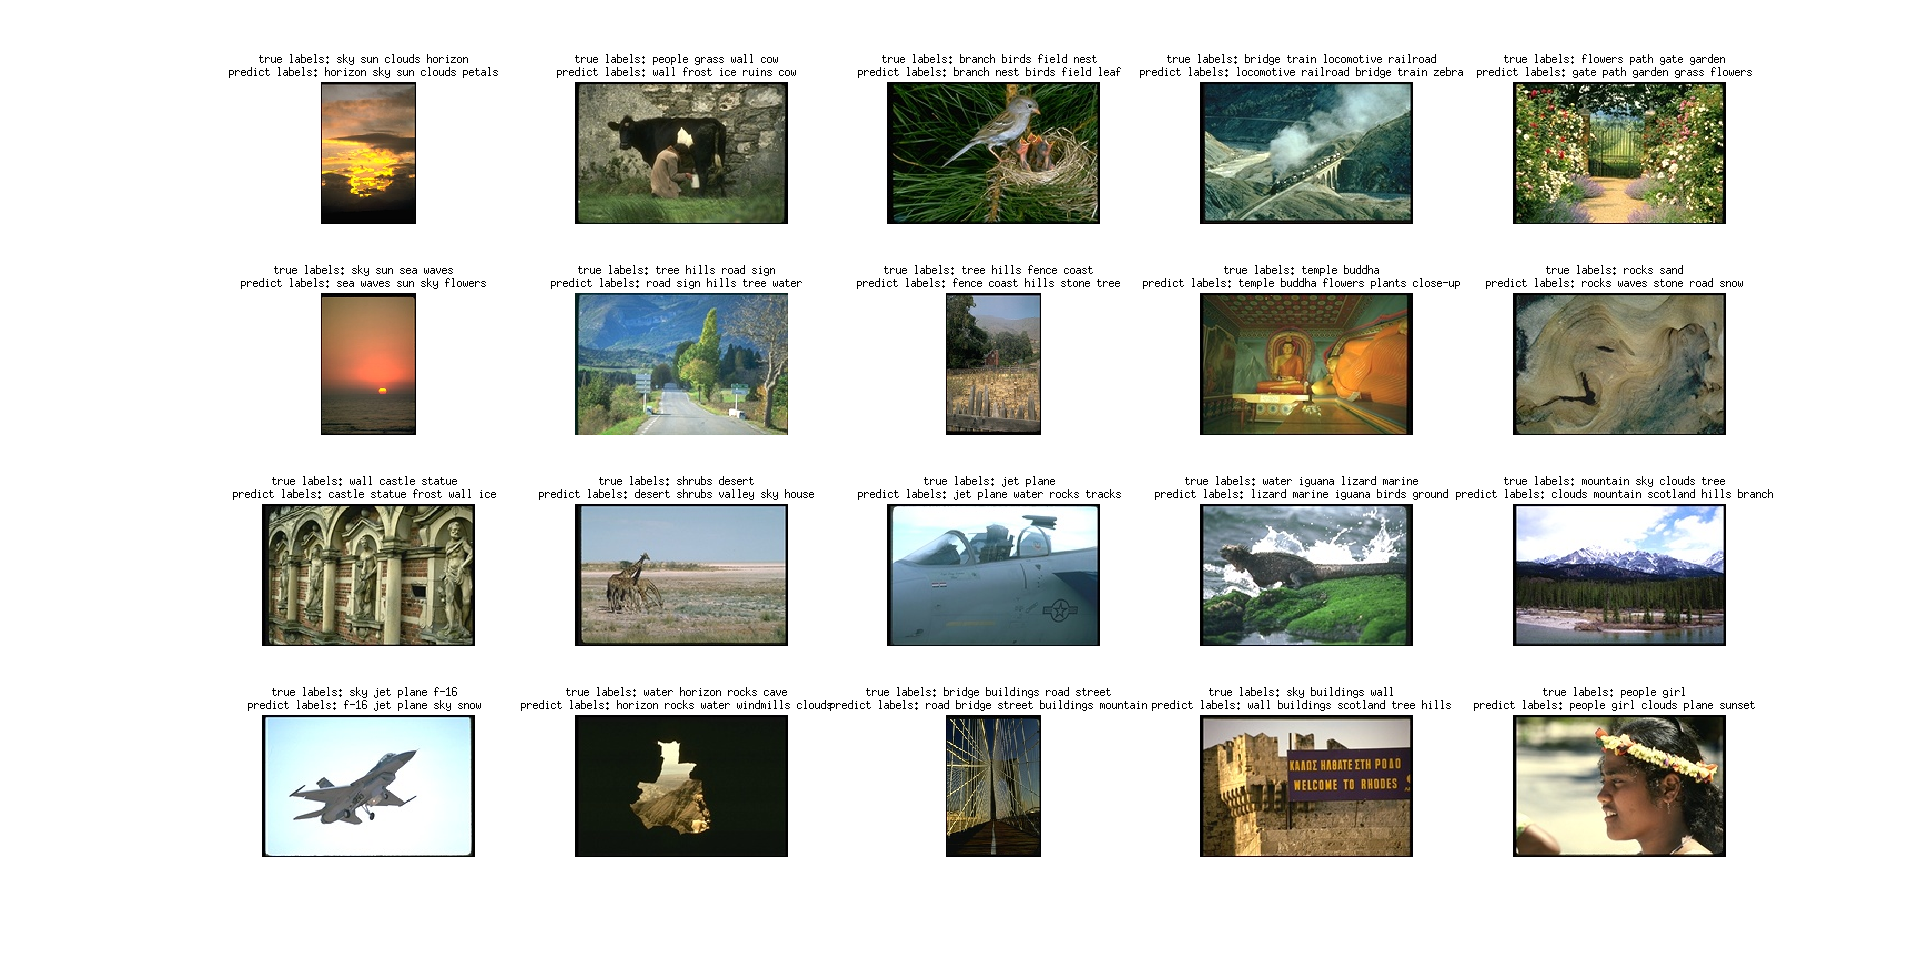 true labels: sky sun clouds horizon
predict labels: horizon sky sun clouds petals
true labels: people grass wall cow
predict labels: wall frost ice ruins cow
true labels: branch birds field nest
predict labels: branch nest birds field leaf
true labels: bridge train locomotive railroad
predict labels: locomotive railroad bridge train zebra
true labels: flowers path gate garden
predict labels: gate path garden grass flowers
true labels: sky sun sea waves
predict labels: sea waves sun sky flowers
true labels: tree hills road sign
predict labels: road sign hills tree water
true labels: tree hills fence coast
predict labels: fence coast hills stone tree
true labels: temple buddha
predict labels: temple buddha flowers plants close-up
true labels: rocks sand
predict labels: rocks waves stone road snow
true labels: wall castle statue
predict labels: castle statue frost wall ice
true labels: shrubs desert
predict labels: desert shrubs valley sky house
true labels: jet plane
predict labels: jet plane water rocks tracks
true labels: water iguana lizard marine
predict labels: lizard marine iguana birds ground
true labels: mountain sky clouds tree
predict labels: clouds mountain scotland hills branch
true labels: sky jet plane f-16
predict labels: f-16 jet plane sky snow
true labels: water horizon rocks cave
predict labels: horizon rocks water windmills clouds
true labels: bridge buildings road street
predict labels: road bridge street buildings mountain
true labels: sky buildings wall
predict labels: wall buildings scotland tree hills
ΚΑΛΩΣ ΗΛΘΑΤΕ ΣΤΗ ΡΟΔΟ
WELCOME TO RHODES
true labels: people girl
predict labels: people girl clouds plane sunset